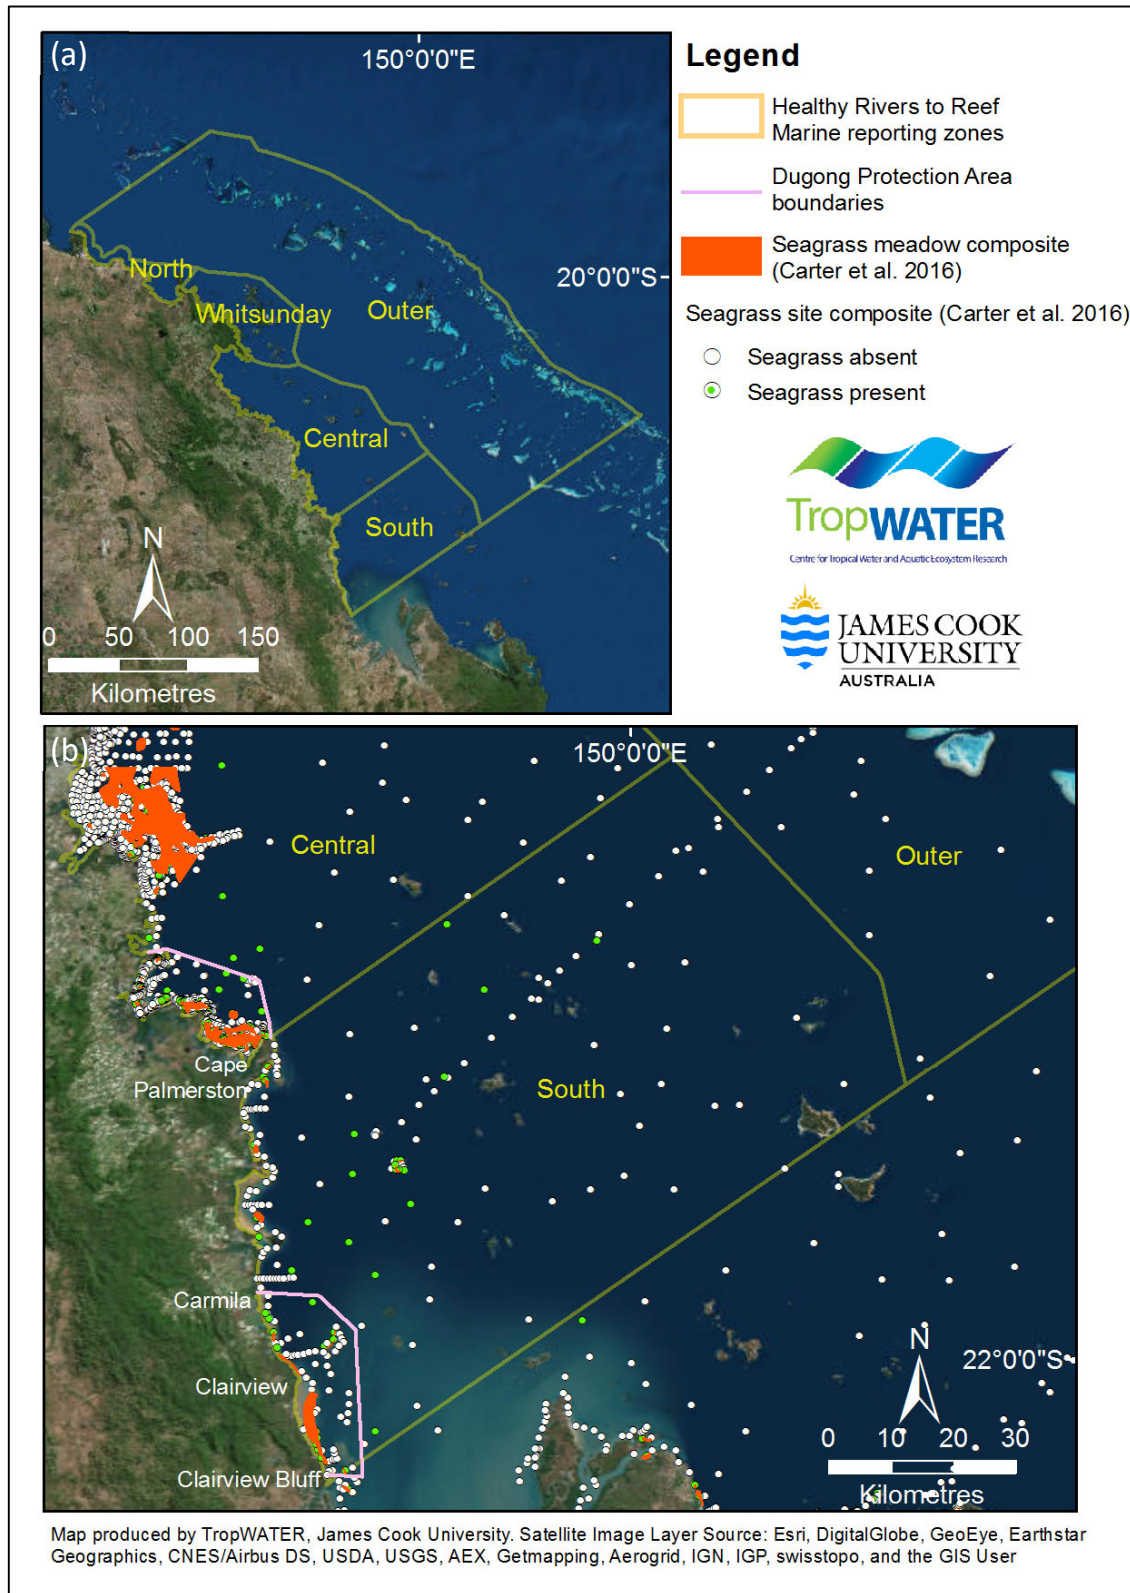 (a)
150°0'0"E
20°0'0"S
North
Whitsunday
Outer
Central
South
N
0 50 100 150
Kilometres
Legend
Healthy Rivers to Reef
Marine reporting zones
Dugong Protection Area
boundaries
Seagrass meadow composite
(Carter et al. 2016)
Seagrass site composite (Carter et al. 2016)
Seagrass absent
Seagrass present
TropWATER
Centre for Tropical Water and Aquatic Ecosystem Research
JAMES COOK
UNIVERSITY
AUSTRALIA
(b)
150°0'0"E
Central
Outer
Cape
Palmerston
South
Carmila
Clairview
Clairview Bluff
N
22°0'0"S
0 10 20 30
Kilometres
Map produced by TropWATER, James Cook University. Satellite Image Layer Source: Esri, DigitalGlobe, GeoEye, Earthstar
Geographics, CNES/Airbus DS, USDA, USGS, AEX, Getmapping, Aerogrid, IGN, IGP, swisstopo, and the GIS User